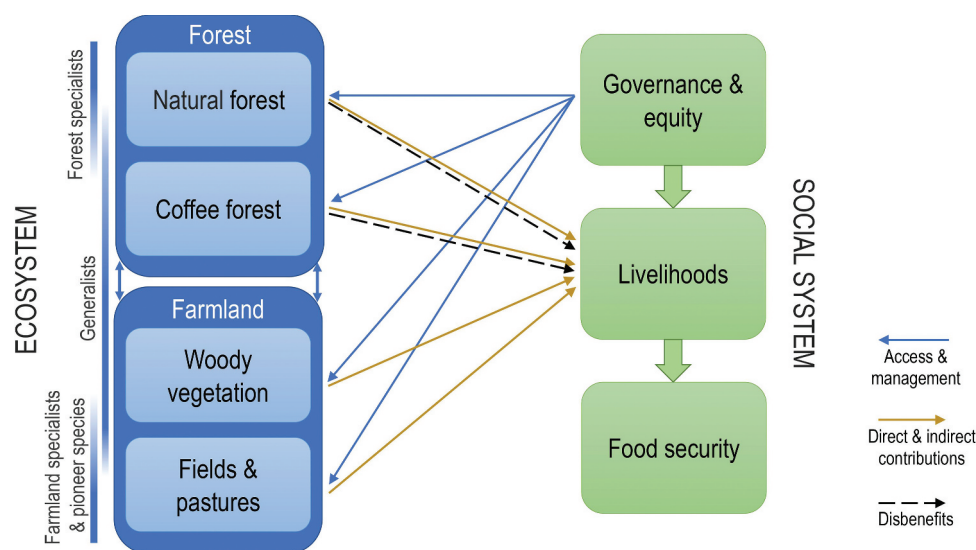 ECOSYSTEM
Forest specialists
Generalists
Farmland specialists
& pioneer species
Forest
Natural forest
Coffee forest
Farmland
Woody
vegetation
Fields &
pastures
Governance &
equity
Livelihoods
Food security
SOCIAL SYSTEM
Access &
management
Direct & indirect
contributions
Disbenefits